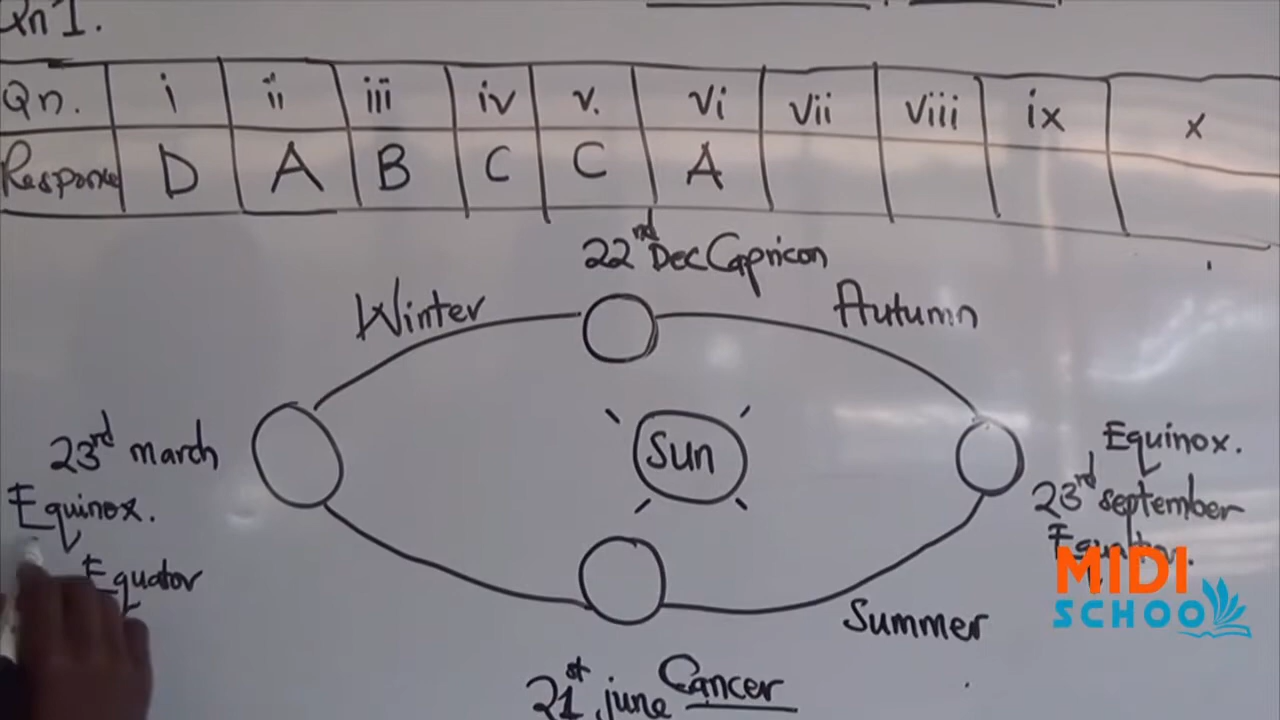 Qn 1.
Qn. i ii iii iv v. vi vii viii ix x
Response D A B C C A
22nd Dec Capricon
Winter
Autumn
23rd march
Equinox.
Equator
Sun
Equinox.
23rd september
Summer
21st june Cancer
MIDI
SCHOO